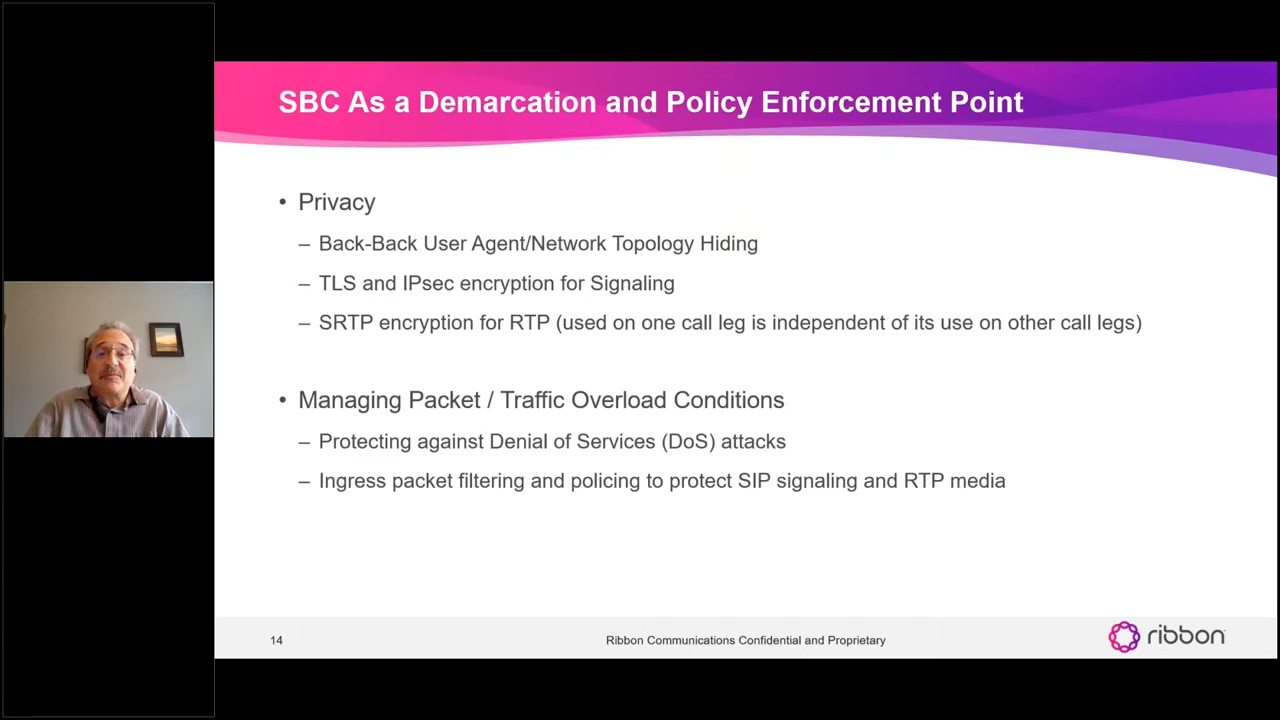 SBC As a Demarcation and Policy Enforcement Point
• Privacy
– Back-Back User Agent/Network Topology Hiding
– TLS and IPsec encryption for Signaling
– SRTP encryption for RTP (used on one call leg is independent of its use on other call legs)
• Managing Packet / Traffic Overload Conditions
– Protecting against Denial of Services (DoS) attacks
– Ingress packet filtering and policing to protect SIP signaling and RTP media
14
Ribbon Communications Confidential and Proprietary
ribbon